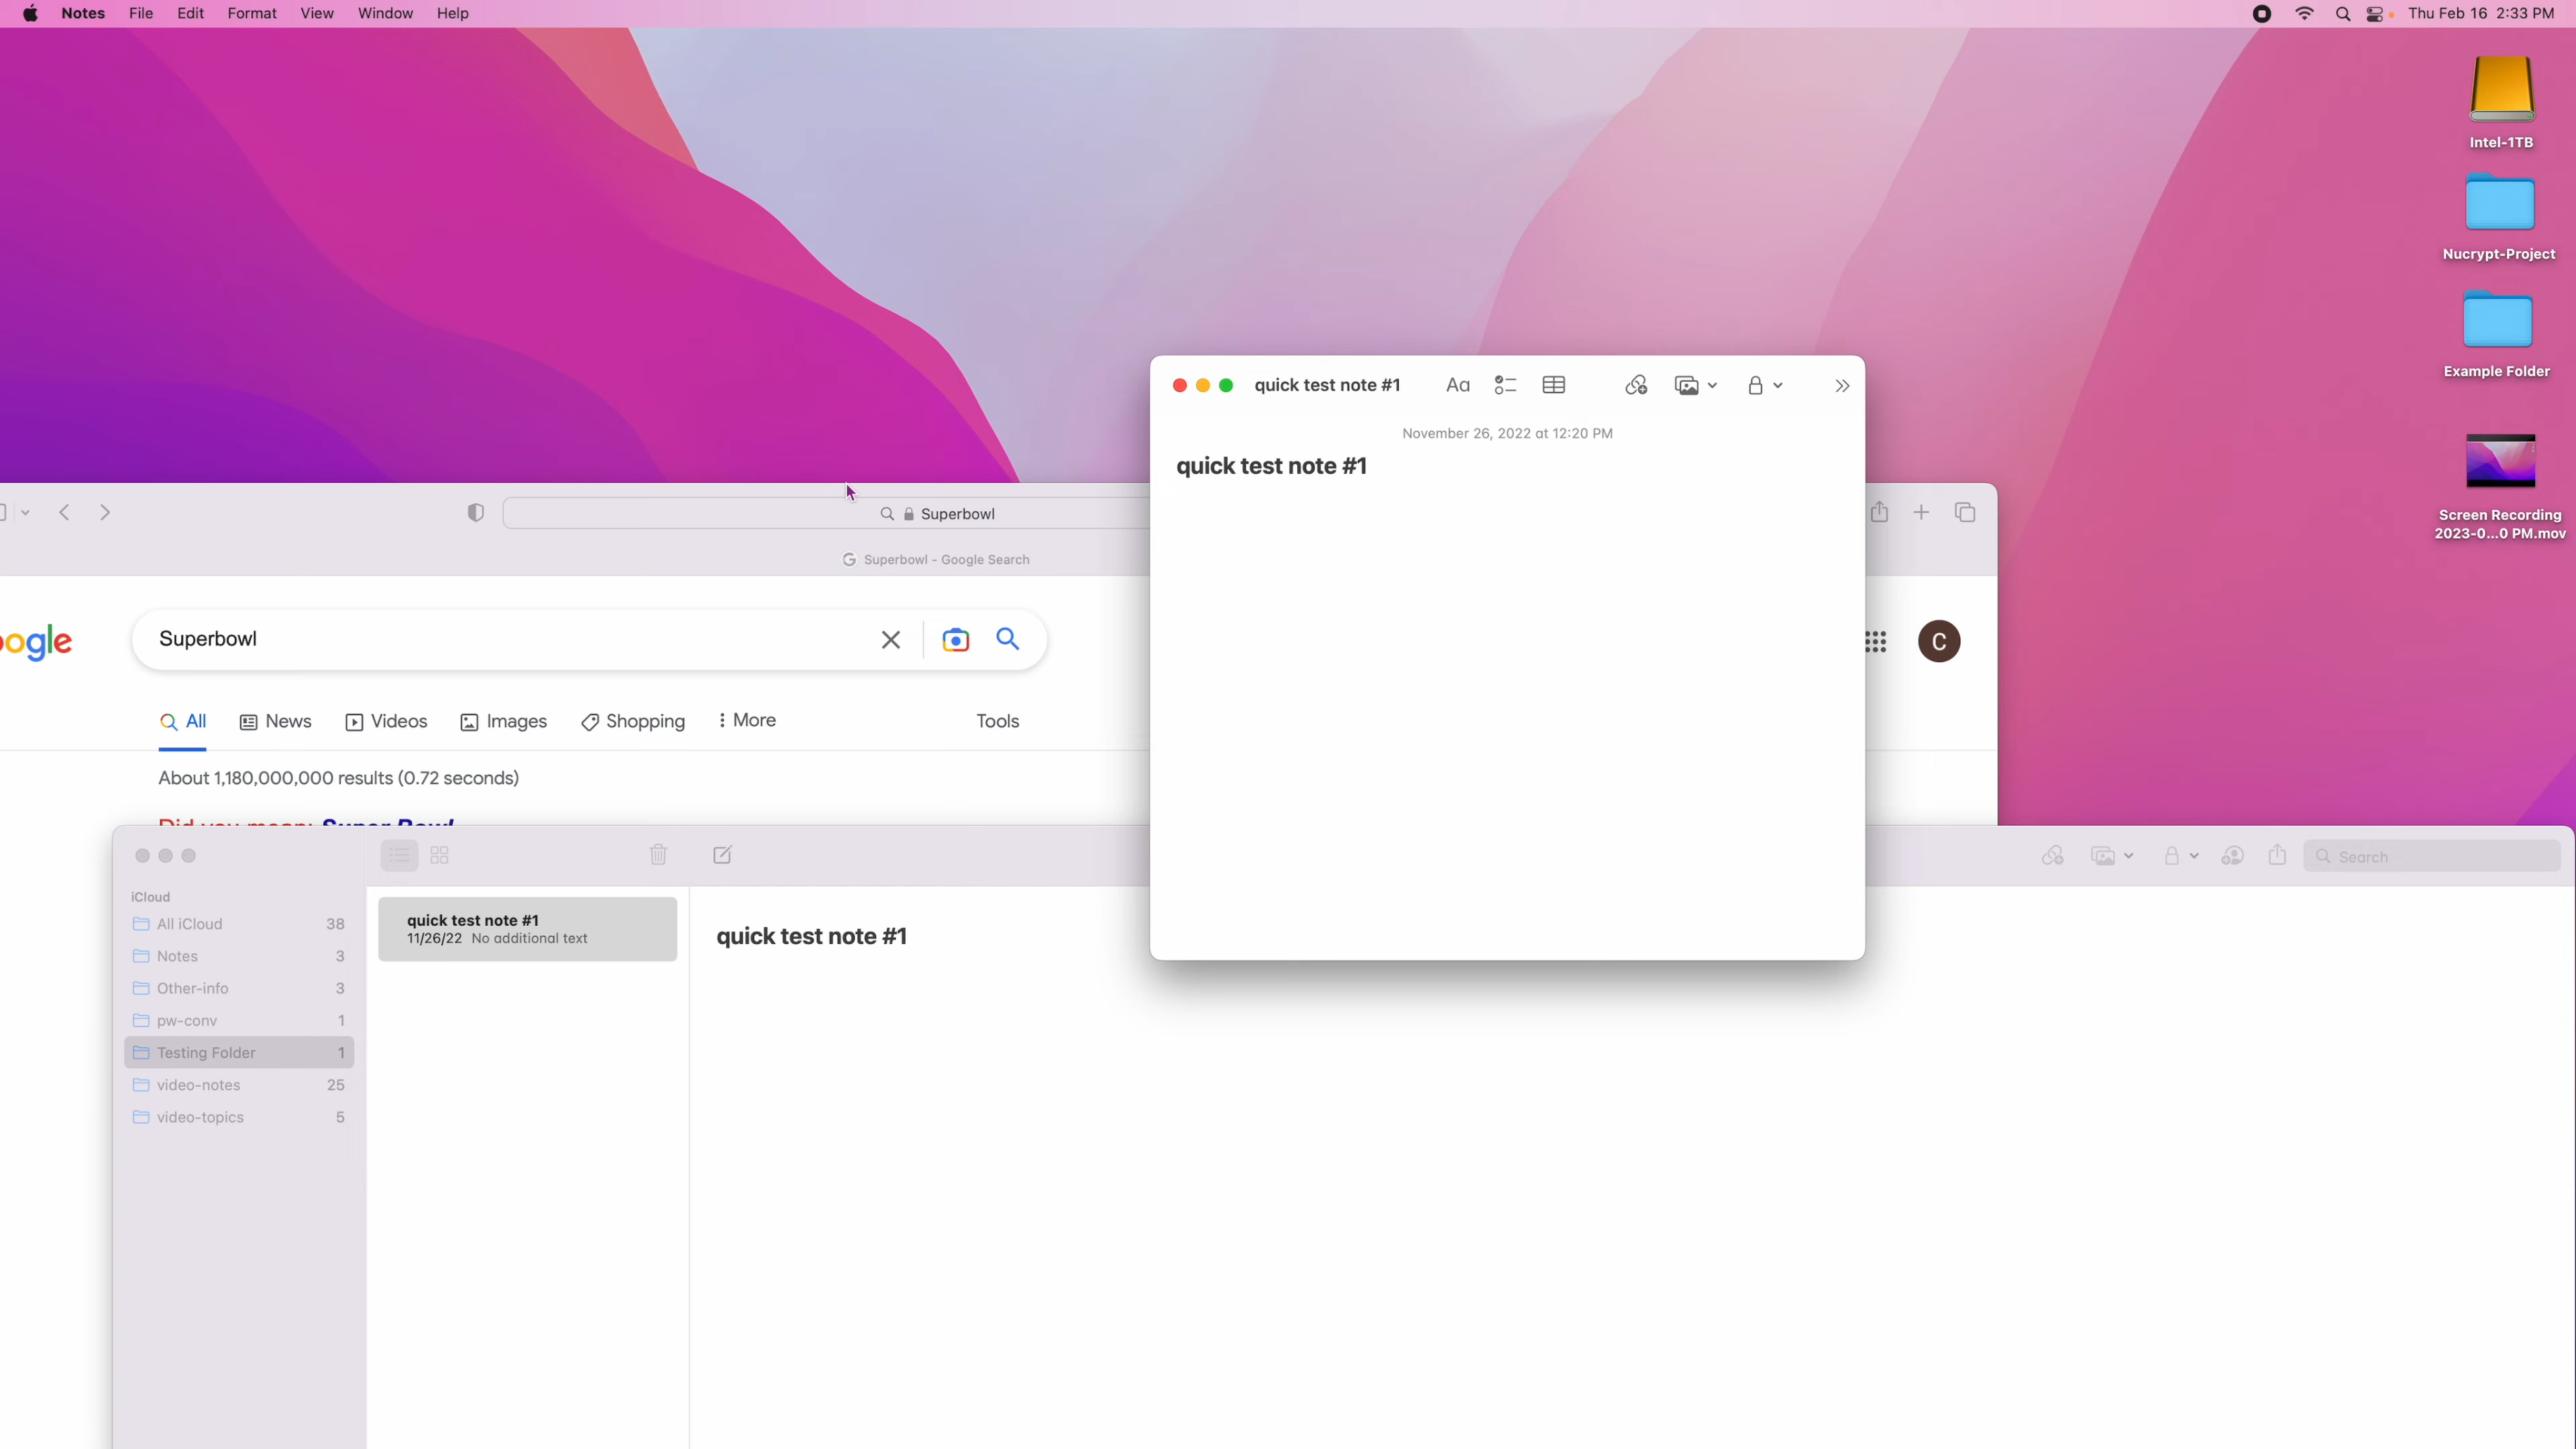 Notes File Edit Format View Window Help
Thu Feb 16 2:33 PM
Intel-1TB
Nucrypt-Project
Example Folder
Screen Recording
2023-0...0 PM.mov
quick test note #1
Aa
November 26, 2022 at 12:20 PM
quick test note #1
Superbowl
Superbowl - Google Search
ogle
Superbowl
C
All News Videos Images Shopping More Tools
About 1,180,000,000 results (0.72 seconds)
Did you mean: Super Bowl
Search
iCloud
All iCloud 38
Notes 3
Other-info 3
pw-conv 1
Testing Folder 1
video-notes 25
video-topics 5
quick test note #1
11/26/22 No additional text
quick test note #1